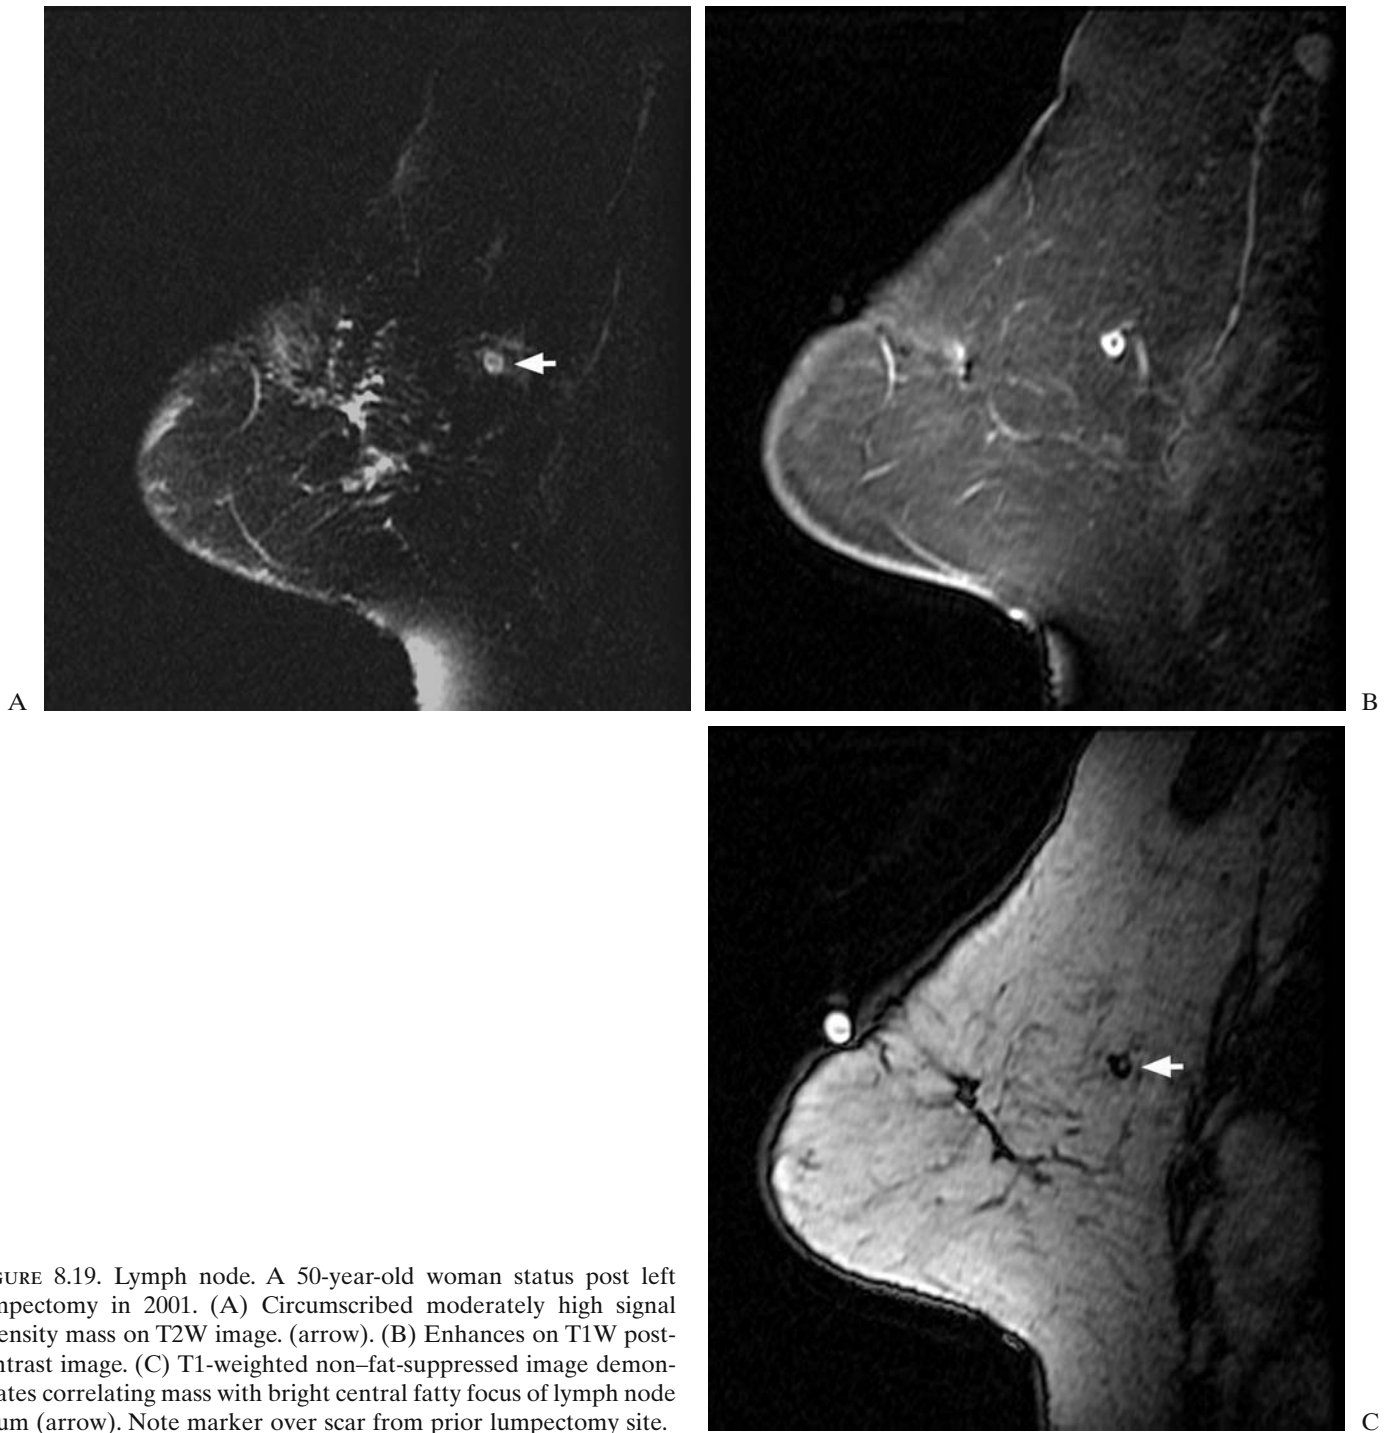 A
B
C
GURE 8.19. Lymph node. A 50-year-old woman status post left
mpectomy in 2001. (A) Circumscribed moderately high signal
ensity mass on T2W image. (arrow). (B) Enhances on T1W post-
ntrast image. (C) T1-weighted non–fat-suppressed image demon-
ates correlating mass with bright central fatty focus of lymph node
um (arrow). Note marker over scar from prior lumpectomy site.